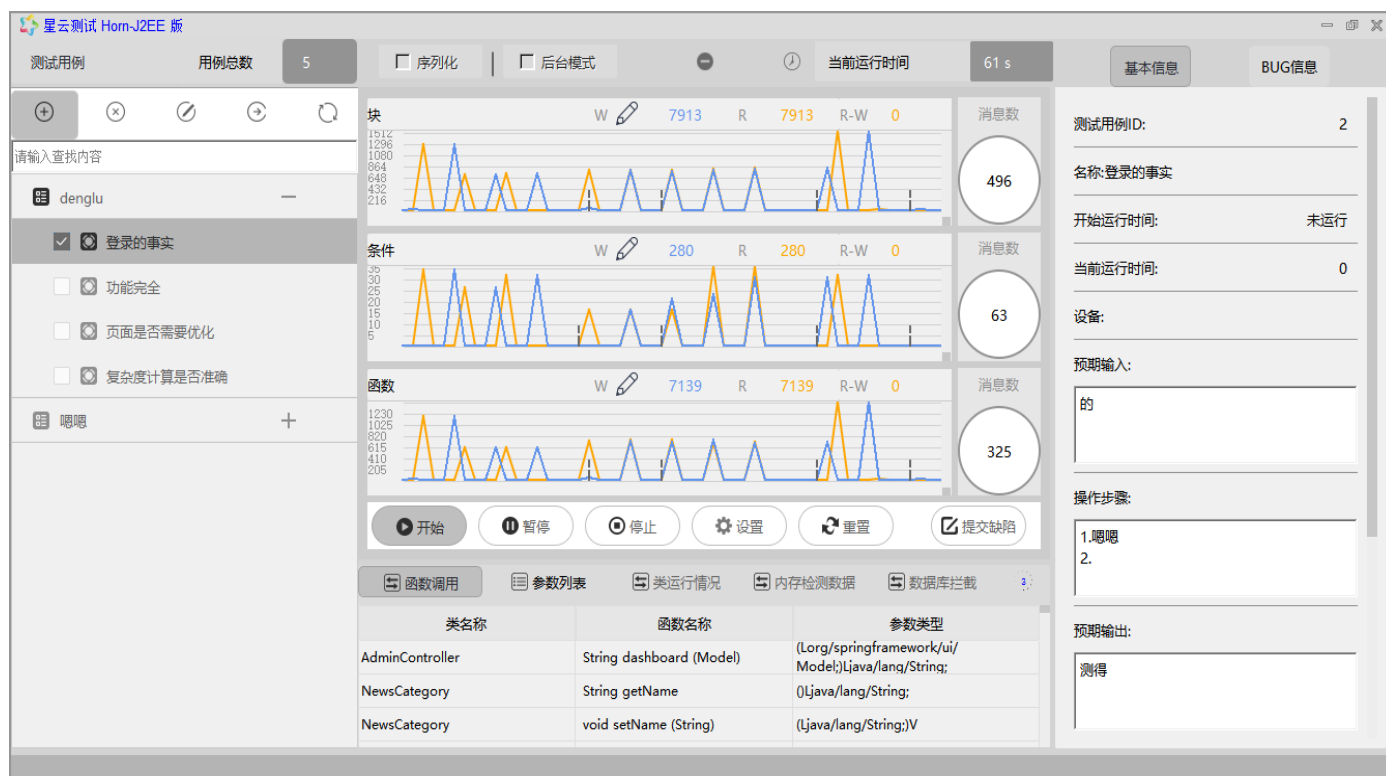 星云测试 Horn-J2EE 版
测试用例 用例总数 5 序列化 后台模式 当前运行时间 61 s 基本信息 BUG信息
请输入查找内容
denglu
登录的事实
功能完全
页面是否需要优化
复杂度计算是否准确
嗯嗯
块 W 7913 R 7913 R-W 0 消息数
1512
1296
1080
864
648
432
216
496
条件 W 280 R 280 R-W 0 消息数
35
30
25
20
15
10
5
63
函数 W 7139 R 7139 R-W 0 消息数
1230
1025
820
615
410
205
325
开始 暂停 停止 设置 重置 提交缺陷
函数调用 参数列表 类运行情况 内存检测数据 数据库拦截 3
类名称 函数名称 参数类型
AdminController String dashboard (Model) (Lorg/springframework/ui/
Model;)Ljava/lang/String;
NewsCategory String getName ()Ljava/lang/String;
NewsCategory void setName (String) (Ljava/lang/String;)V
测试用例ID: 2
名称:登录的事实
开始运行时间: 未运行
当前运行时间: 0
设备:
预期输入:
的
操作步骤:
1.嗯嗯
2.
预期输出:
测得